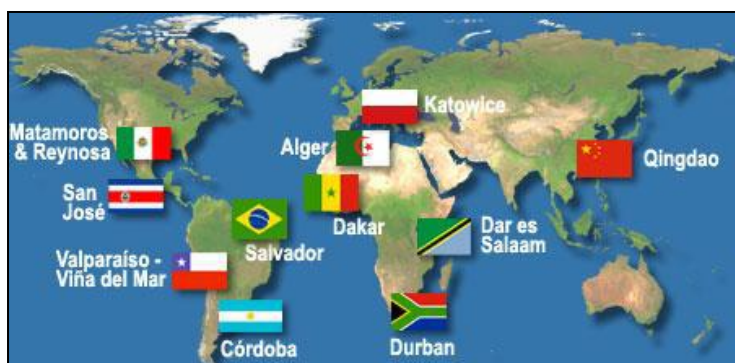 Katowice
Matamoros
& Reynosa
Alger
Qingdao
San
José
Dakar
Dar es
Salaam
Salvador
Valparaíso -
Viña del Mar
Córdoba
Durban